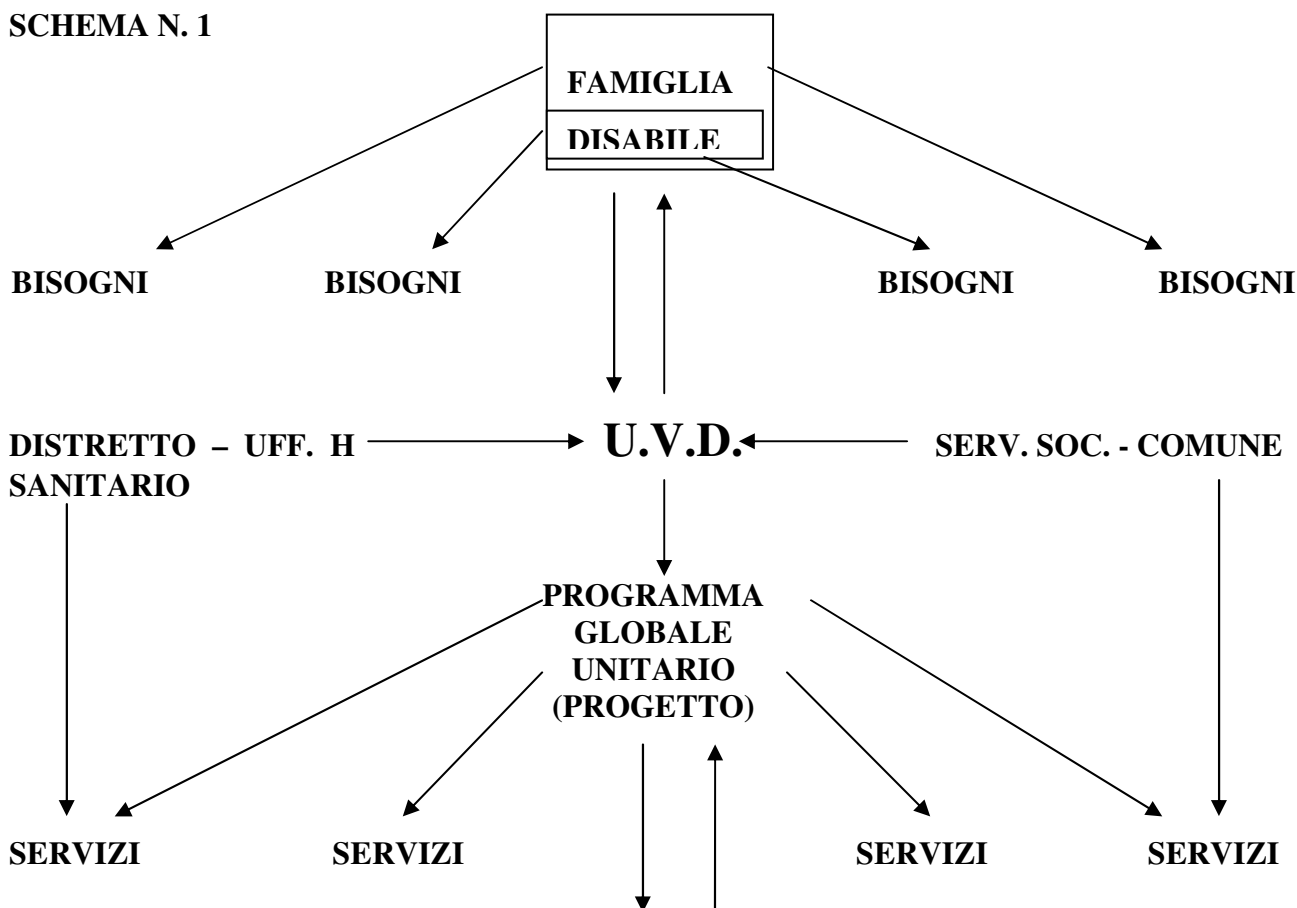 SCHEMA N. 1
FAMIGLIA
DISABILE
BISOGNI BISOGNI BISOGNI BISOGNI
DISTRETTO – UFF. H U.V.D. SERV. SOC. - COMUNE
SANITARIO
PROGRAMMA
GLOBALE
UNITARIO
(PROGETTO)
SERVIZI SERVIZI SERVIZI SERVIZI